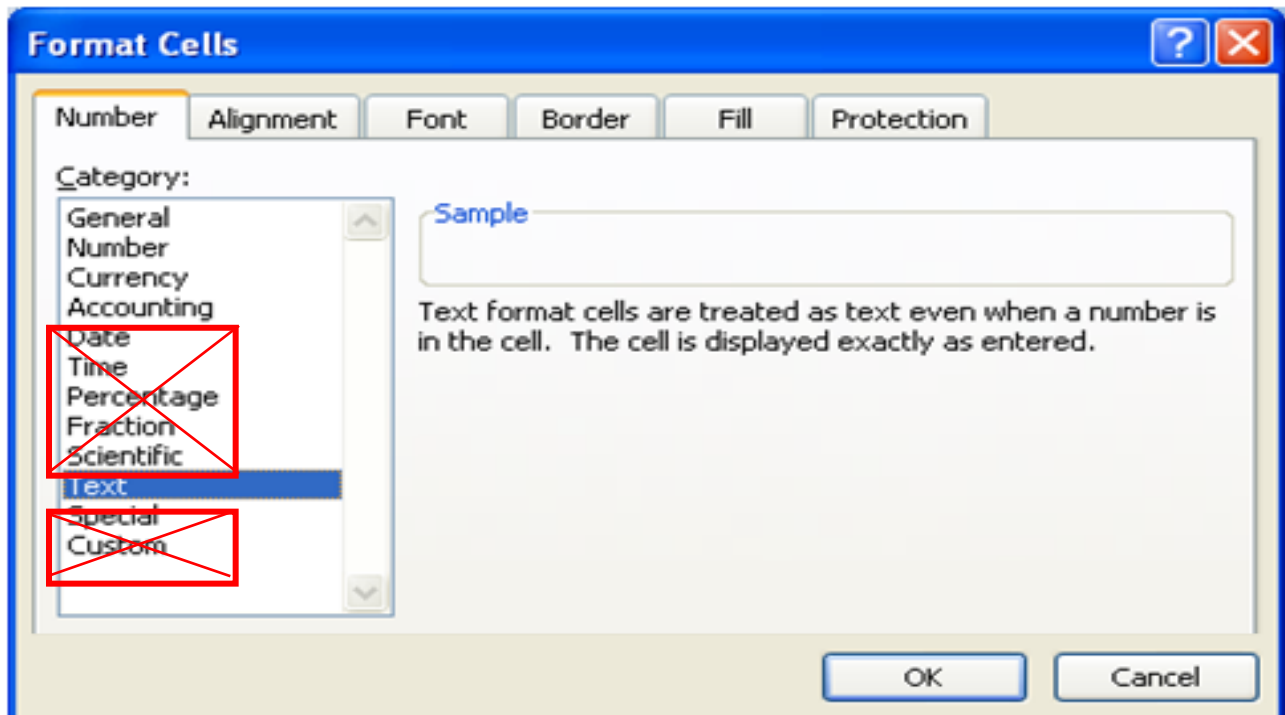 Format Cells
?
Number Alignment Font Border Fill Protection
Category:
General
Number
Currency
Accounting
Date
Time
Percentage
Fraction
Scientific
Text
Special
Custom
Sample
Text format cells are treated as text even when a number is
in the cell. The cell is displayed exactly as entered.
OK Cancel